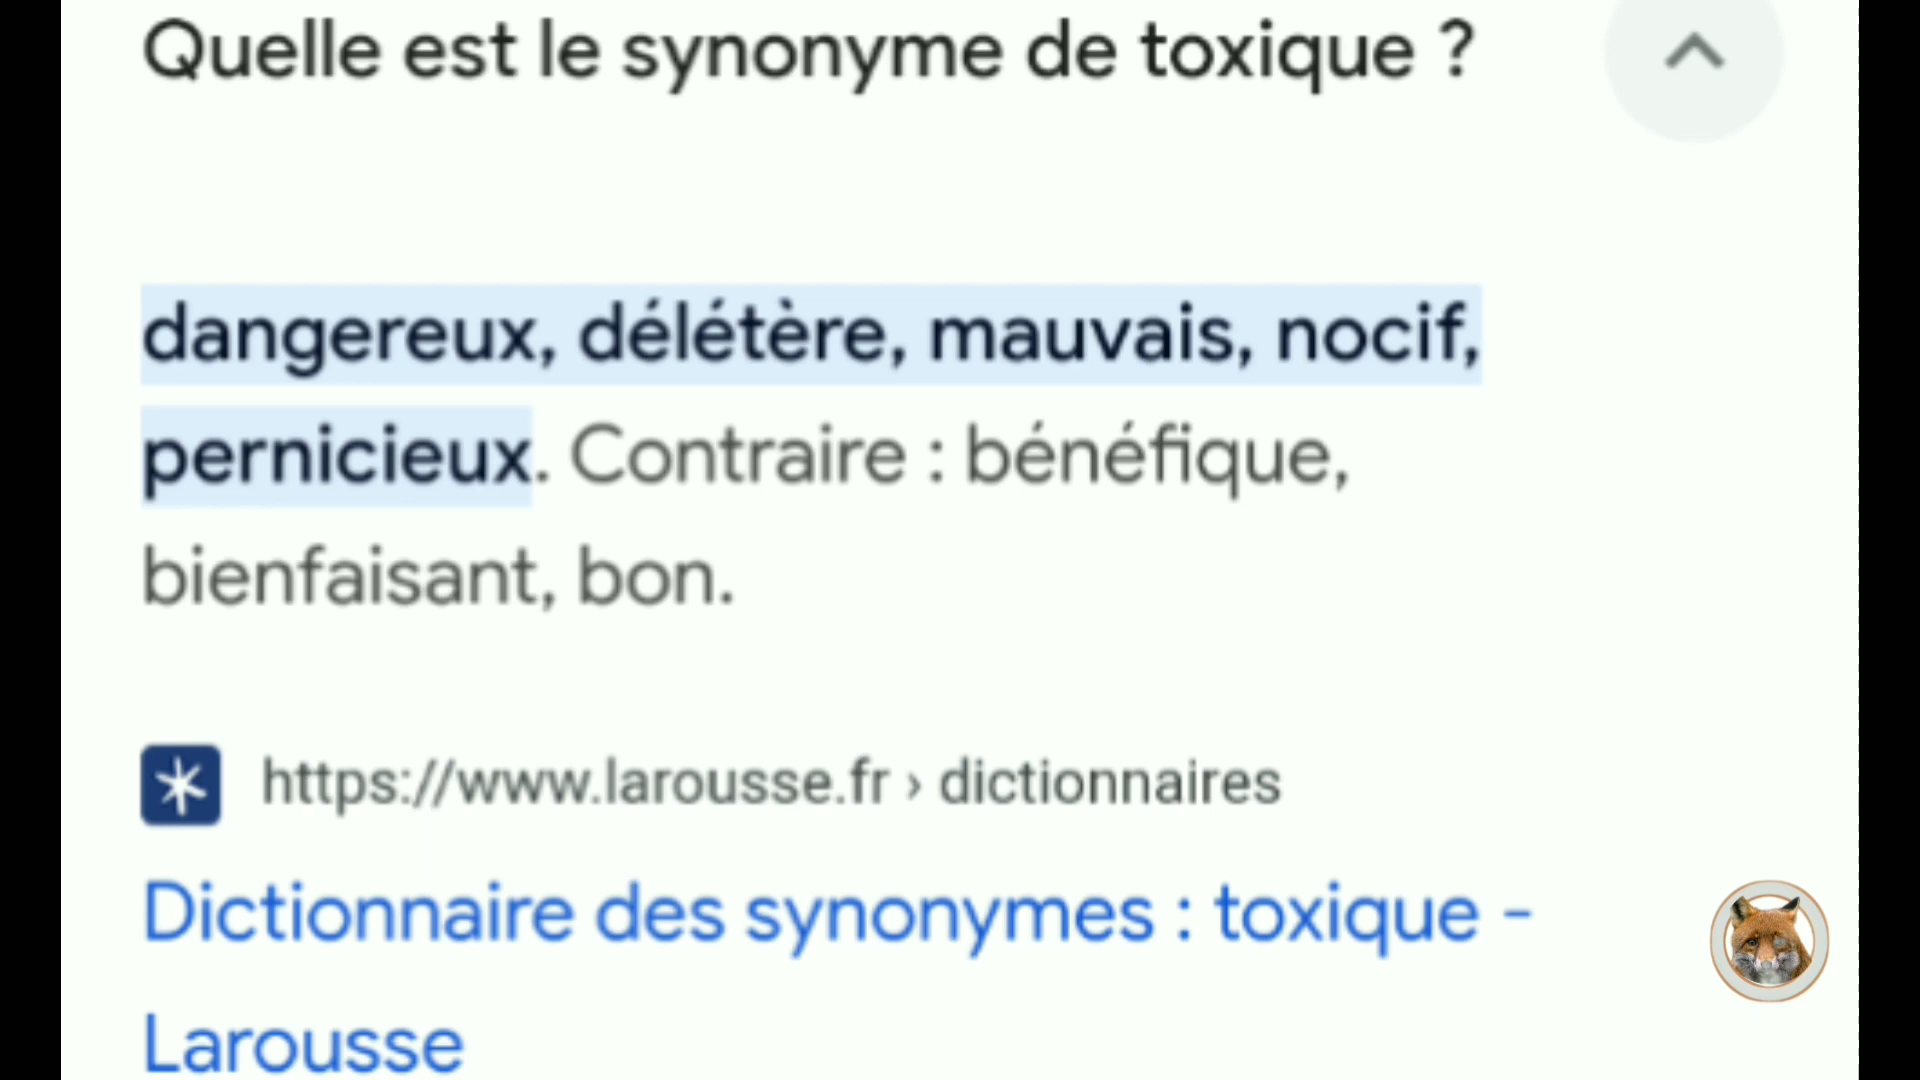 Quelle est le synonyme de toxique ?
dangereux, délétère, mauvais, nocif,
pernicieux. Contraire : bénéfique,
bienfaisant, bon.
https://www.larousse.fr › dictionnaires
Dictionnaire des synonymes : toxique -
Larousse